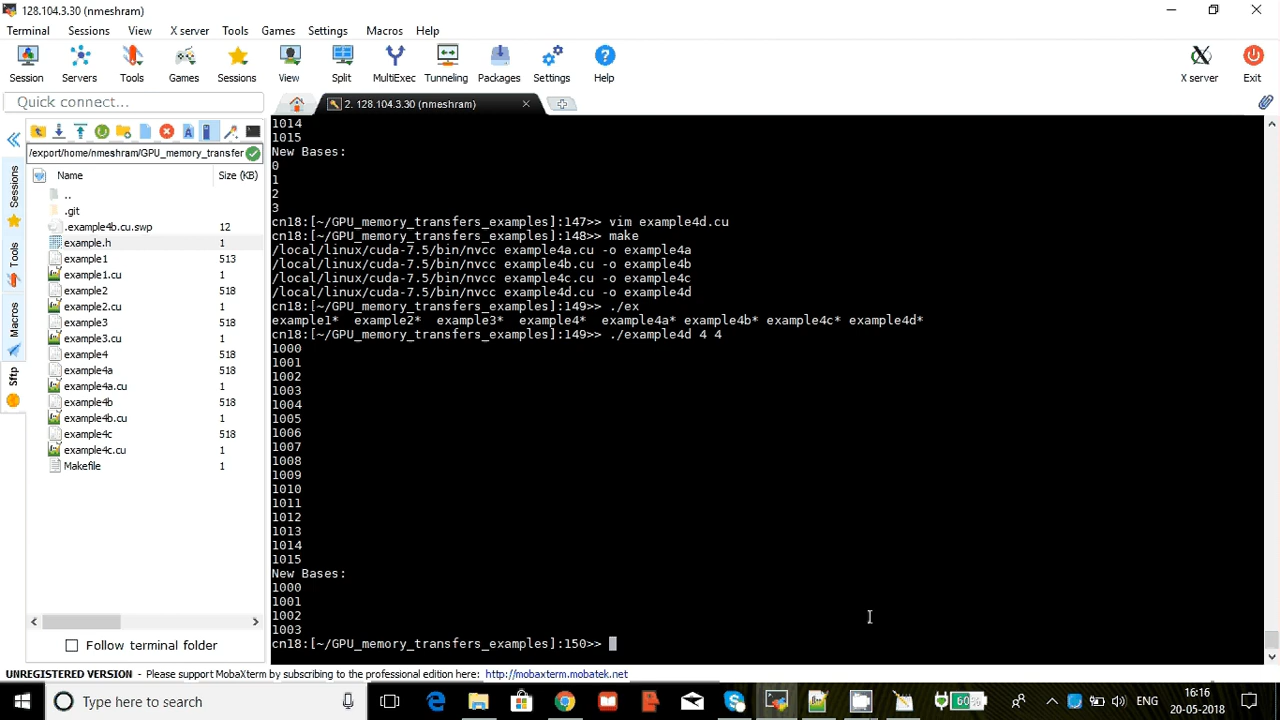 128.104.3.30 (nmeshram)
Terminal Sessions View X server Tools Games Settings Macros Help
Session Servers Tools Games Sessions View Split MultiExec Tunneling Packages Settings Help X server Exit
Quick connect...
2. 128.104.3.30 (nmeshram)
/export/home/nmeshram/GPU_memory_transfer
Name Size (KB)
..
.git
.example4b.cu.swp 12
example.h 1
example1 513
example1.cu 1
example2 518
example2.cu 1
example3 518
example3.cu 1
example4 518
example4a 518
example4a.cu 1
example4b 518
example4b.cu 1
example4c 518
example4c.cu 1
Makefile 1
Sessions
Tools
Macros
Sftp
Follow terminal folder
1014
1015
New Bases:
0
1
2
3
cn18:[~/GPU_memory_transfers_examples]:147>> vim example4d.cu
cn18:[~/GPU_memory_transfers_examples]:148>> make
/local/linux/cuda-7.5/bin/nvcc example4a.cu -o example4a
/local/linux/cuda-7.5/bin/nvcc example4b.cu -o example4b
/local/linux/cuda-7.5/bin/nvcc example4c.cu -o example4c
/local/linux/cuda-7.5/bin/nvcc example4d.cu -o example4d
cn18:[~/GPU_memory_transfers_examples]:149>> ./ex
example1* example2* example3* example4* example4a* example4b* example4c* example4d*
cn18:[~/GPU_memory_transfers_examples]:149>> ./example4d 4 4
1000
1001
1002
1003
1004
1005
1006
1007
1008
1009
1010
1011
1012
1013
1014
1015
New Bases:
1000
1001
1002
1003
cn18:[~/GPU_memory_transfers_examples]:150>>
UNREGISTERED VERSION - Please support MobaXterm by subscribing to the professional edition here: http://mobaxterm.mobatek.net
Type here to search
60%
ENG
16:16
20-05-2018